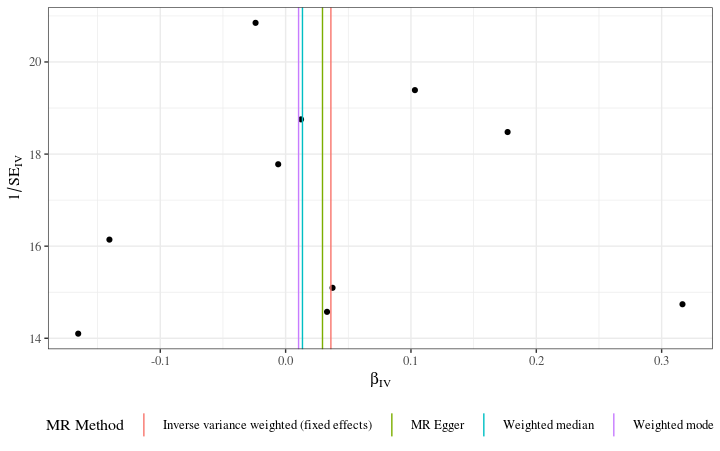 20
18
16
14
1/SE_IV
-0.1 0.0 0.1 0.2 0.3
β_IV
MR Method Inverse variance weighted (fixed effects) MR Egger Weighted median Weighted mode